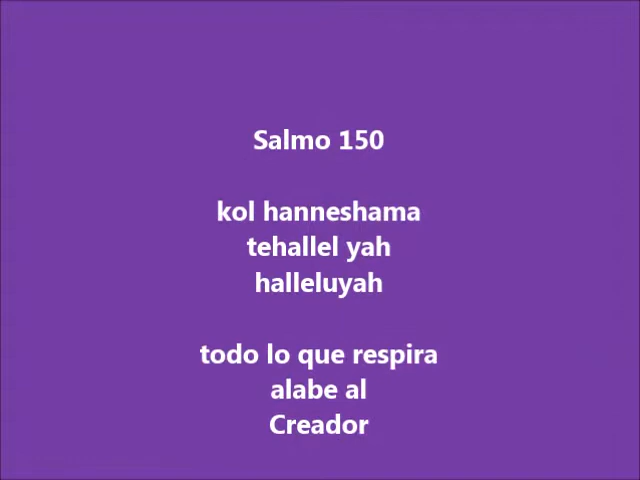 Salmo 150
kol hanneshama
tehallel yah
halleluyah
todo lo que respira
alabe al
Creador